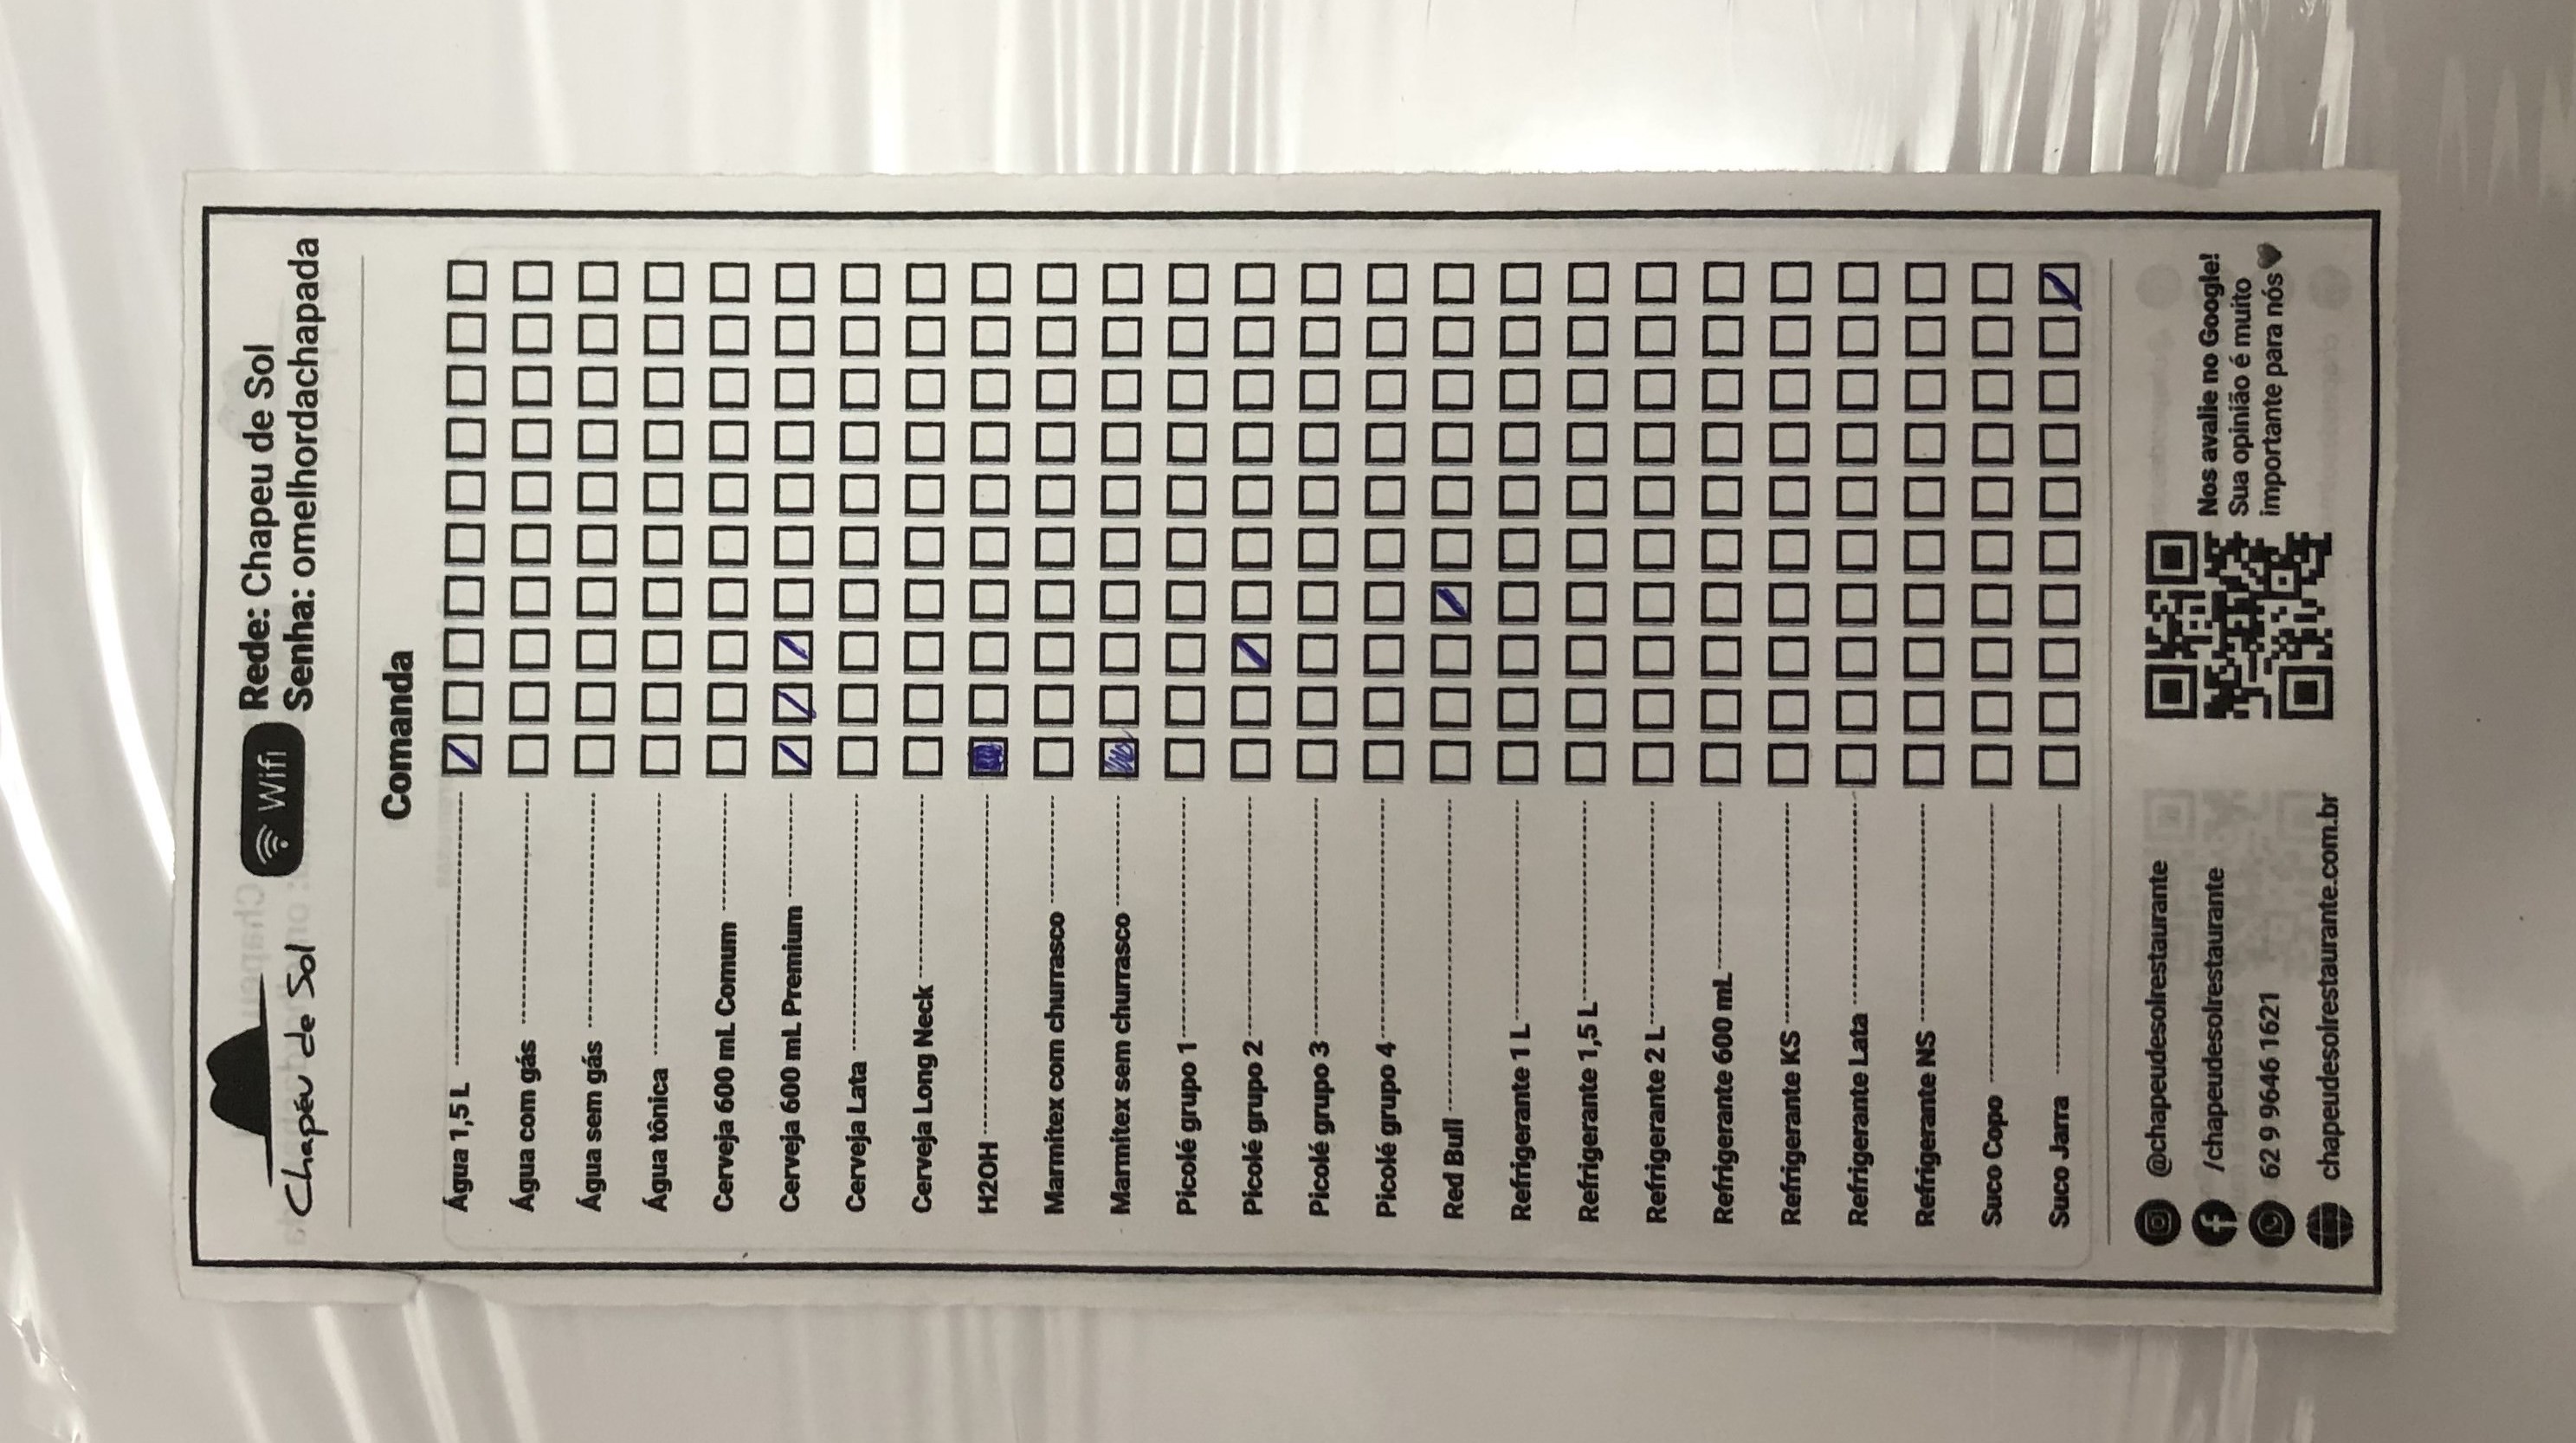 Chapéu de Sol
Wifi
Rede: Chapeu de Sol
Senha: omelhordachapada
Comanda
Água 1,5 L
Água com gás
Água sem gás
Água tônica
Cerveja 600 mL Comum
Cerveja 600 mL Premium
Cerveja Lata
Cerveja Long Neck
H2OH
Marmitex com churrasco
Marmitex sem churrasco
Picolé grupo 1
Picolé grupo 2
Picolé grupo 3
Picolé grupo 4
Red Bull
Refrigerante 1 L
Refrigerante 1,5 L
Refrigerante 2 L
Refrigerante 600 mL
Refrigerante KS
Refrigerante Lata
Refrigerante NS
Suco Copo
Suco Jarra
@chapeudesolrestaurante
/chapeudesolrestaurante
62 9 9646 1621
chapeudesolrestaurante.com.br
Nos avalie no Google!
Sua opinião é muito
importante para nós